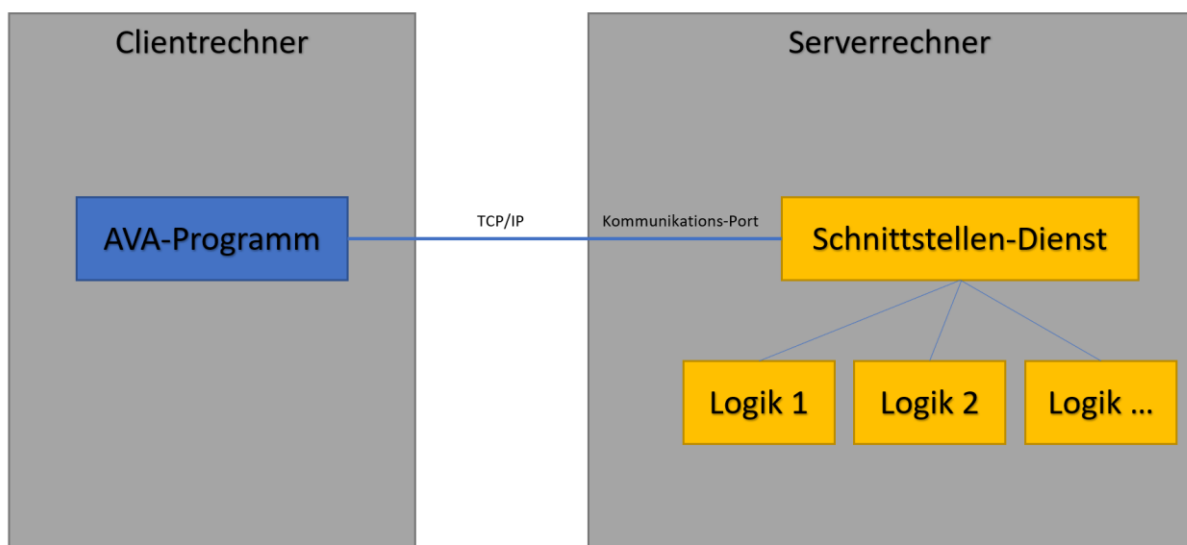 Clientrechner
Serverrechner
AVA-Programm
TCP/IP
Kommunikations-Port
Schnittstellen-Dienst
Logik 1
Logik 2
Logik ...